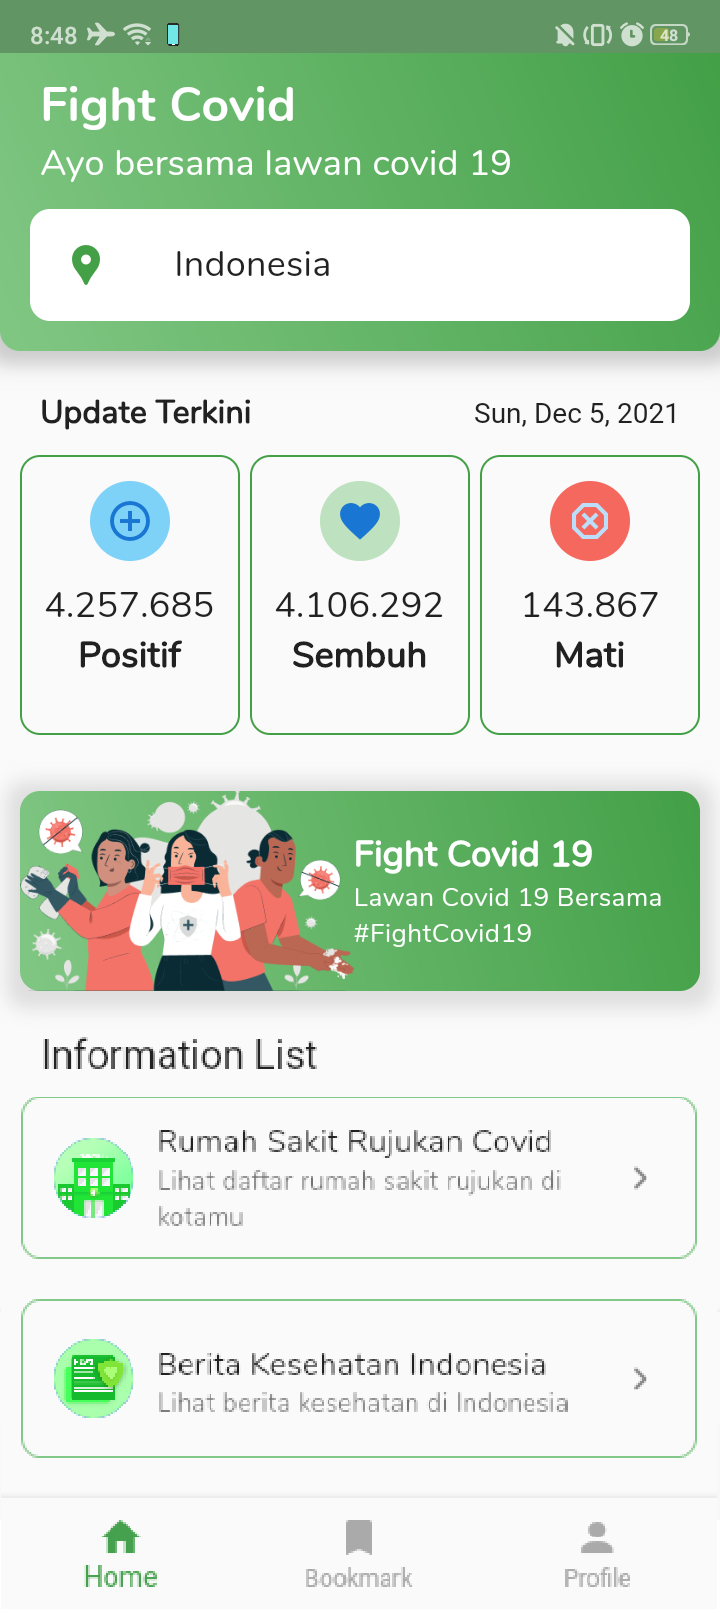 8:48
48
Fight Covid
Ayo bersama lawan covid 19
Indonesia
Update Terkini
Sun, Dec 5, 2021
4.257.685
Positif
4.106.292
Sembuh
143.867
Mati
Fight Covid 19
Lawan Covid 19 Bersama
#FightCovid19
Information List
Rumah Sakit Rujukan Covid
Lihat daftar rumah sakit rujukan di
kotamu
Berita Kesehatan Indonesia
Lihat berita kesehatan di Indonesia
Home
Bookmark
Profile